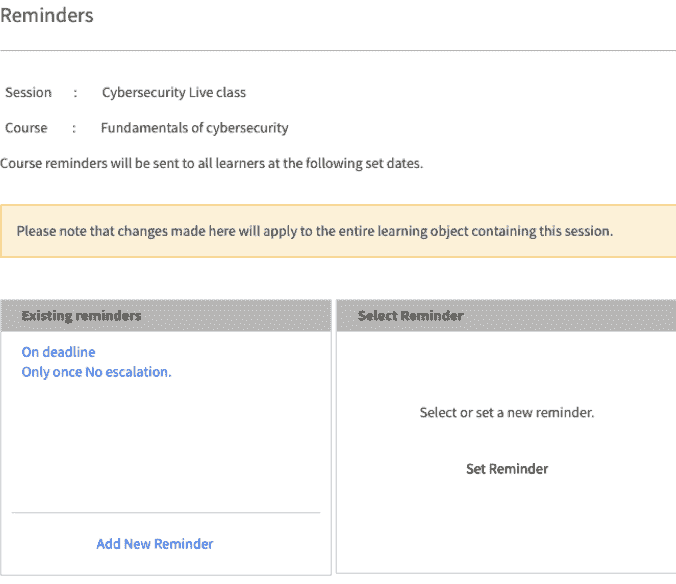 Reminders
Session : Cybersecurity Live class
Course : Fundamentals of cybersecurity
Course reminders will be sent to all learners at the following set dates.
Please note that changes made here will apply to the entire learning object containing this session.
Existing reminders
On deadline
Only once No escalation.
Add New Reminder
Select Reminder
Select or set a new reminder.
Set Reminder